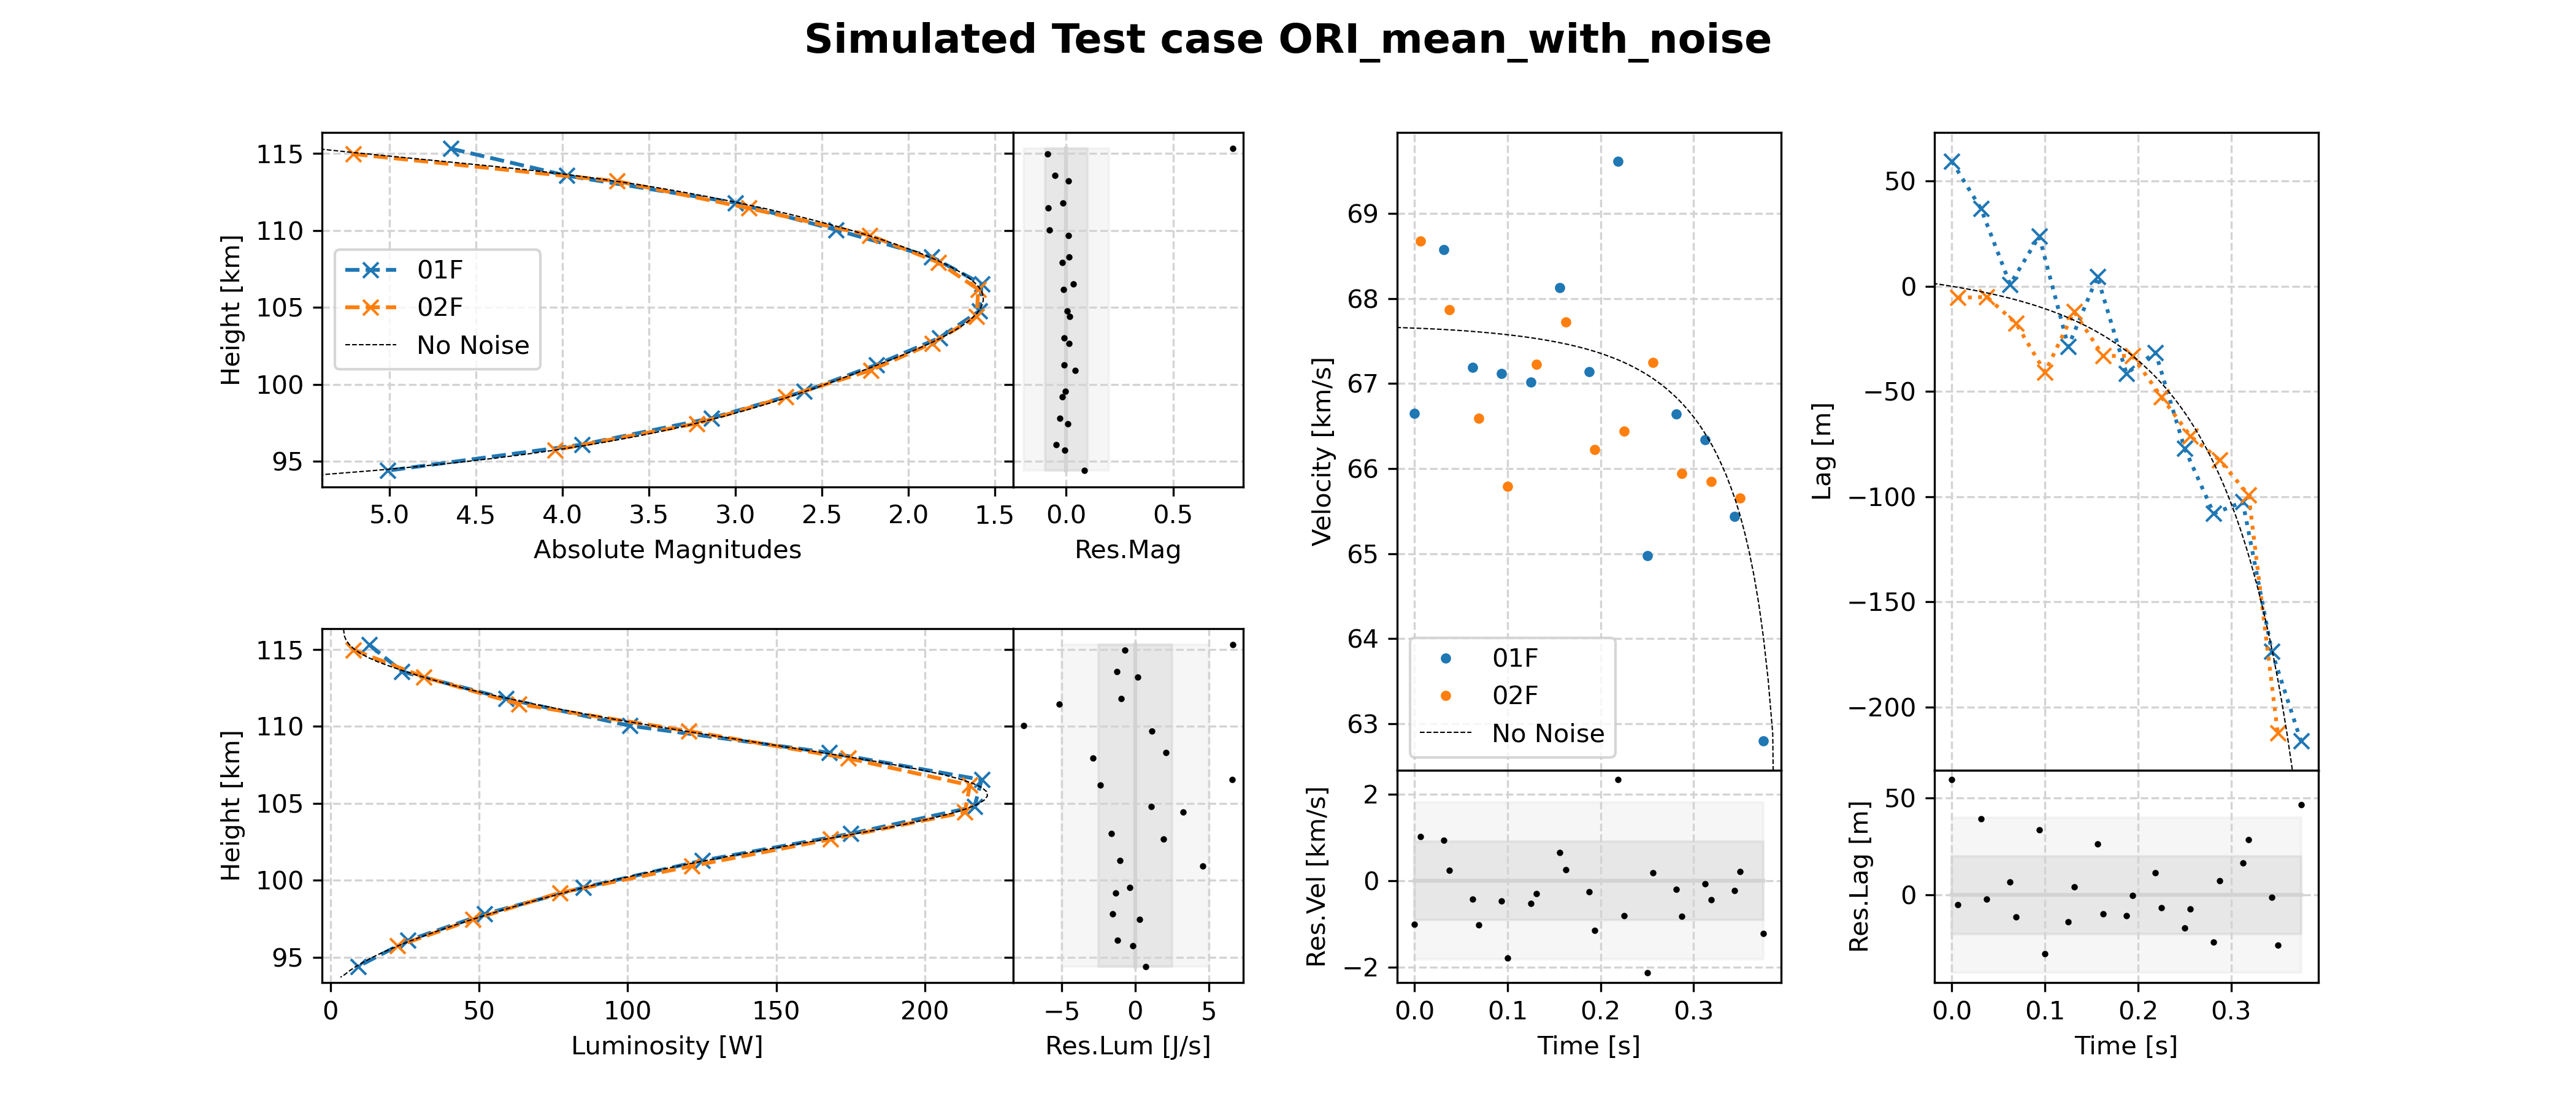 Simulated Test case ORI_mean_with_noise
115
110
105
100
95
Height [km]
01F
02F
No Noise
5.0 4.5 4.0 3.5 3.0 2.5 2.0 1.5
Absolute Magnitudes
0.0 0.5
Res.Mag
115
110
105
100
95
Height [km]
0 50 100 150 200
Luminosity [W]
−5 0 5
Res.Lum [J/s]
69
68
67
66
65
64
63
Velocity [km/s]
01F
02F
No Noise
2
0
−2
Res.Vel [km/s]
0.0 0.1 0.2 0.3
Time [s]
50
0
−50
−100
−150
−200
Lag [m]
50
0
Res.Lag [m]
0.0 0.1 0.2 0.3
Time [s]